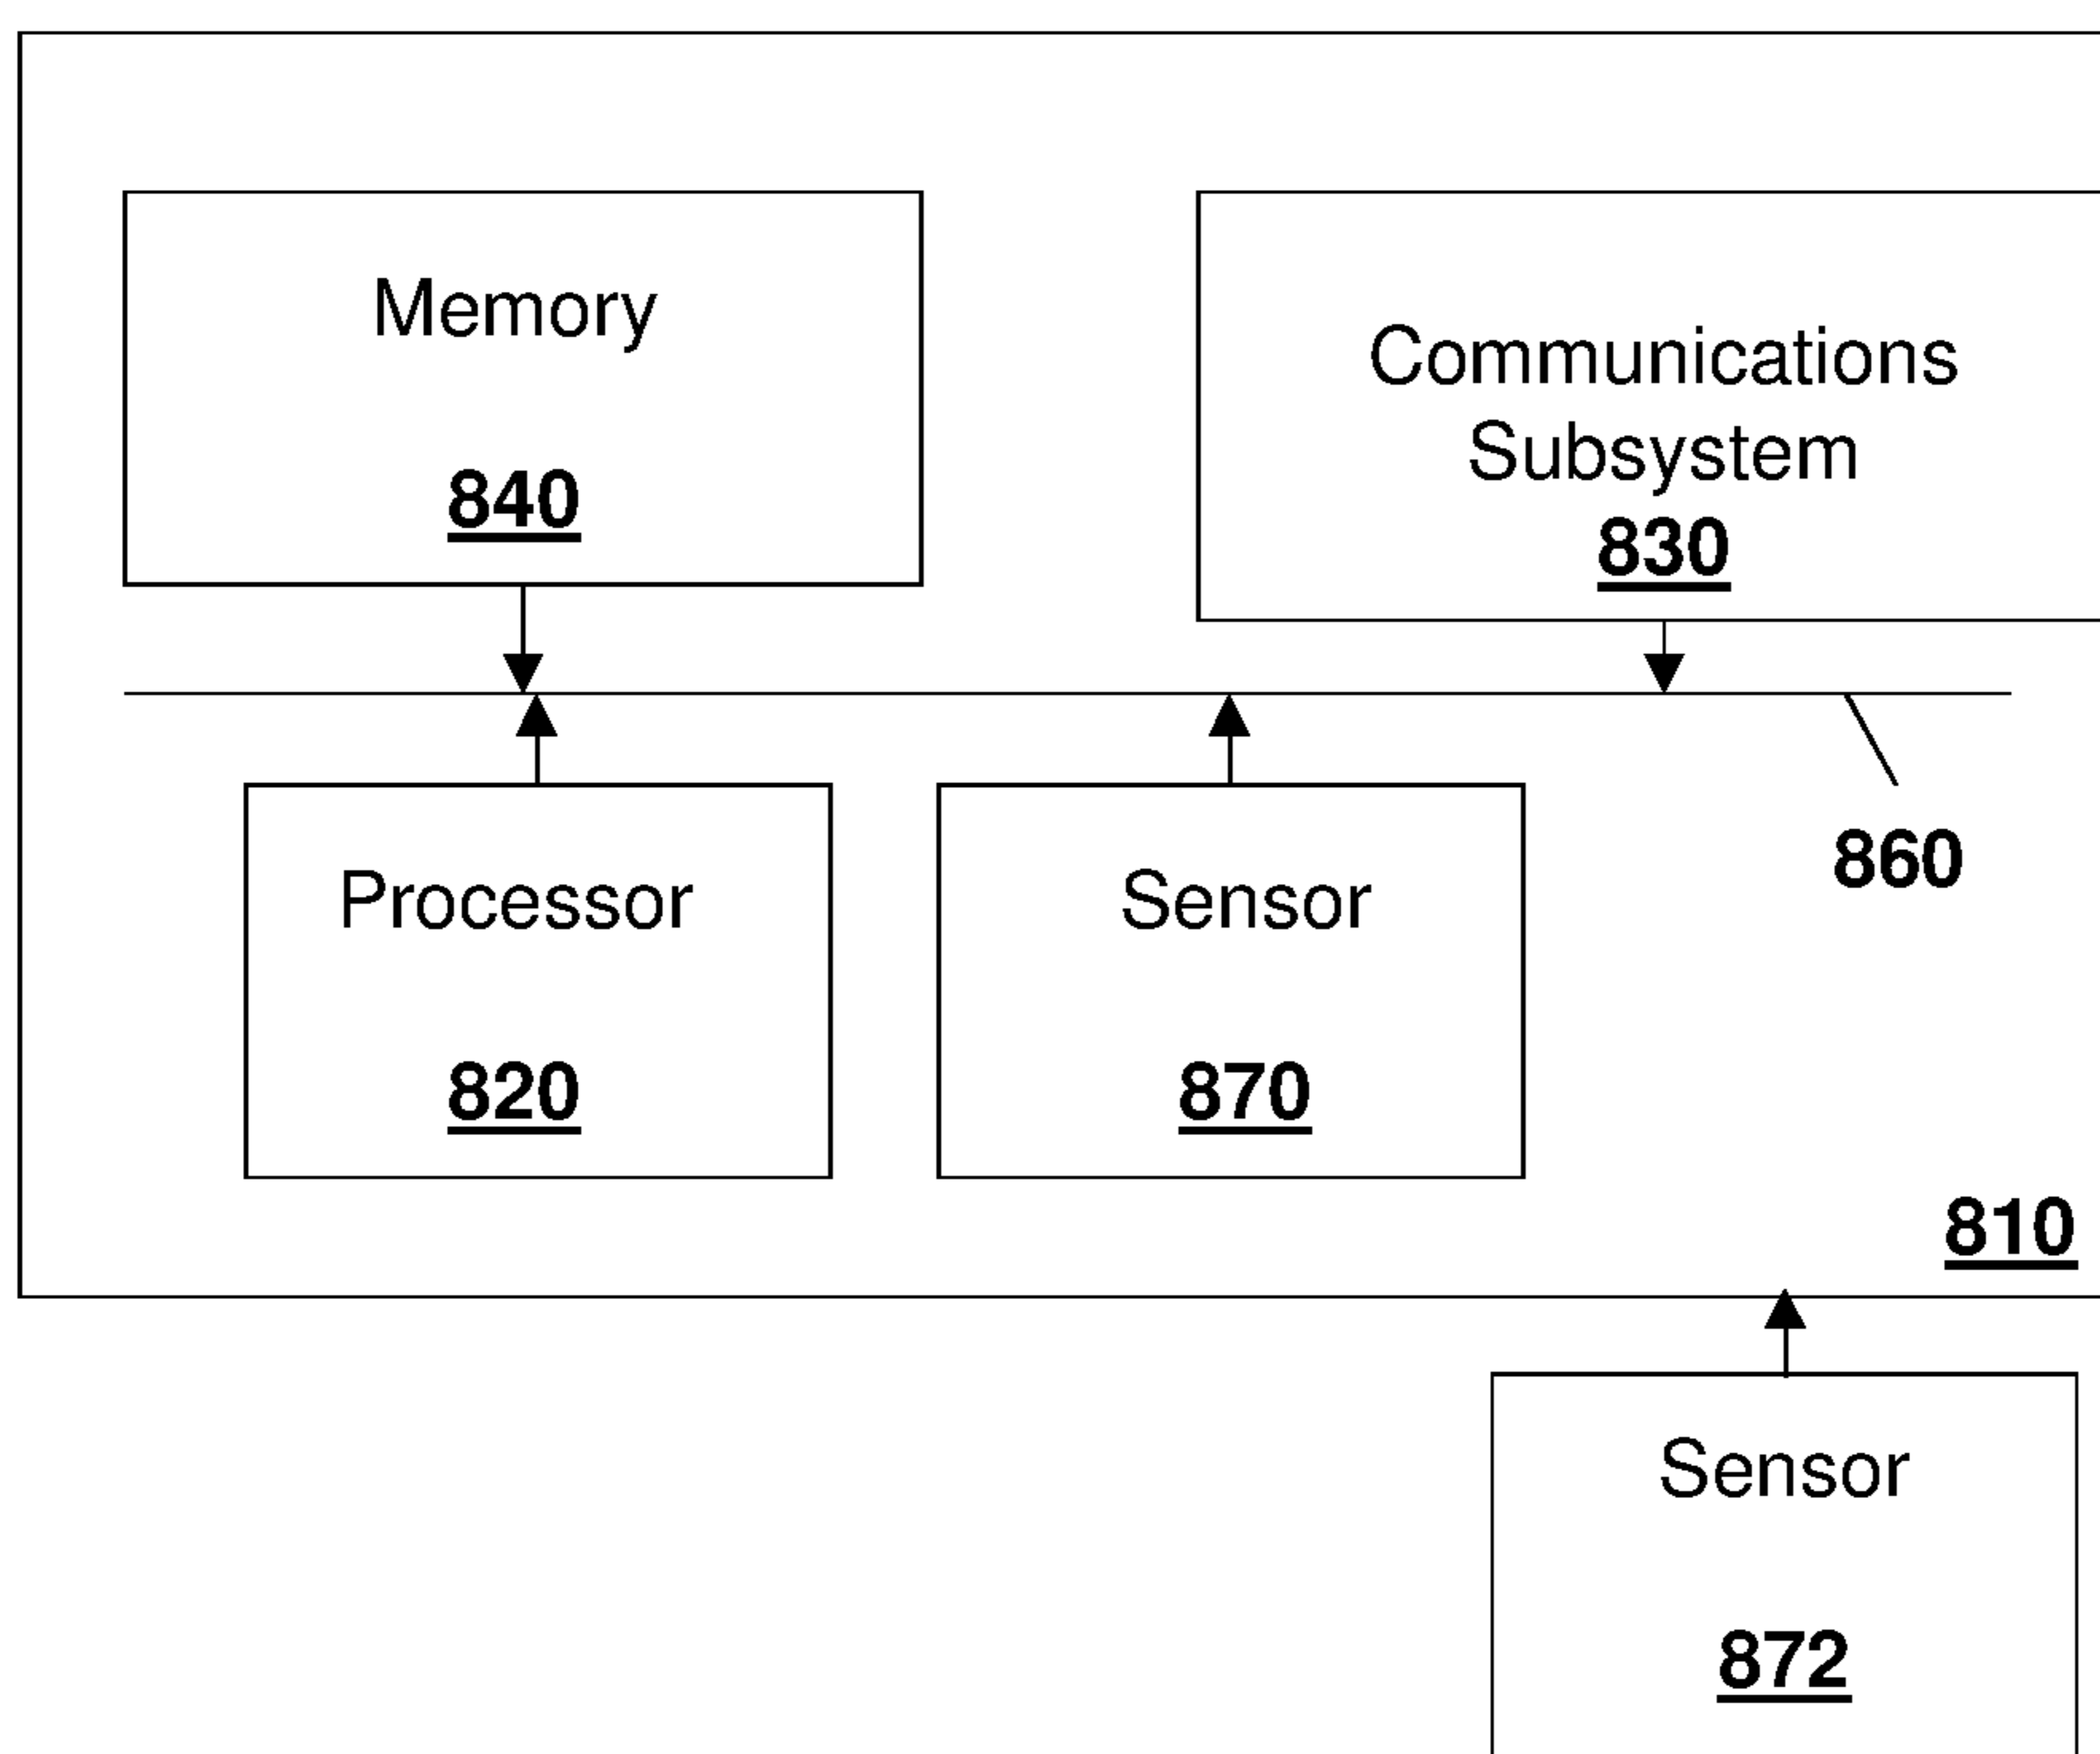 Memory
840
Communications
Subsystem
830
Processor
820
Sensor
870
860
810
Sensor
872